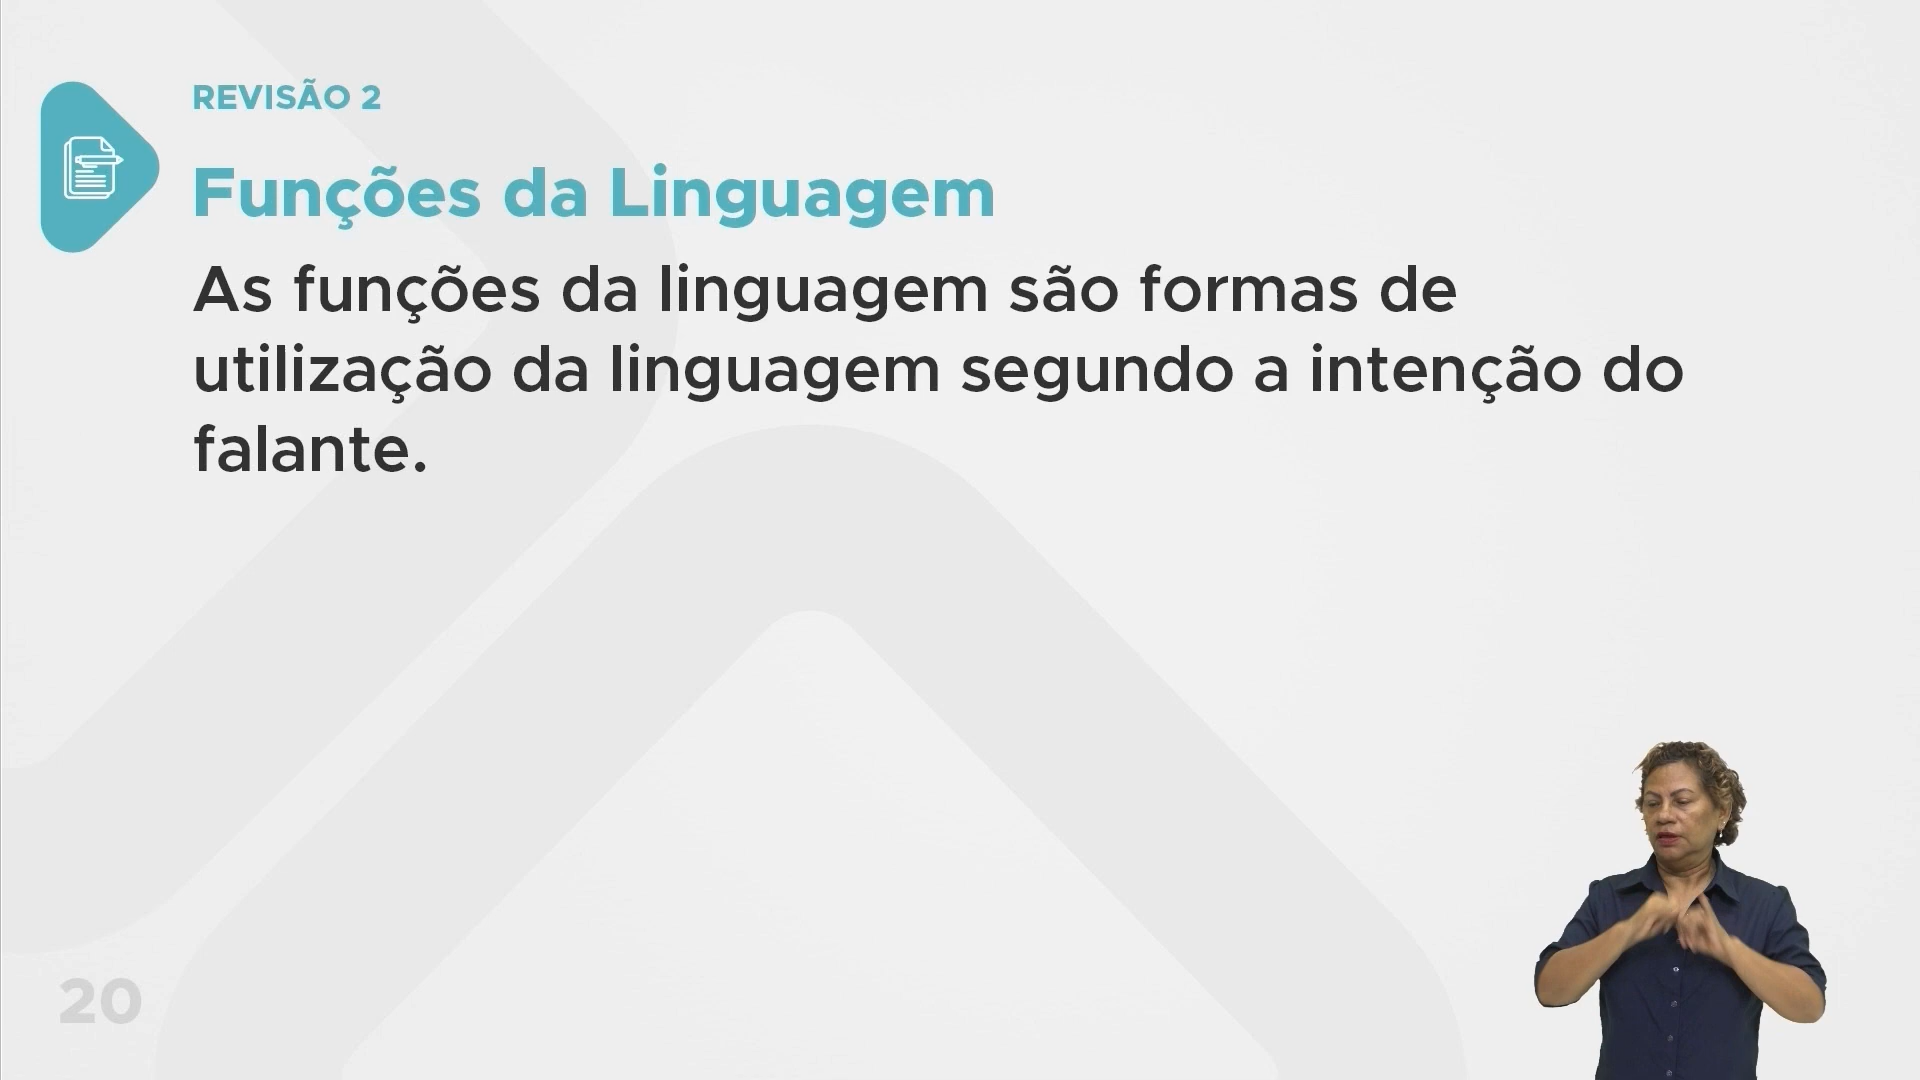 REVISÃO 2
Funções da Linguagem
As funções da linguagem são formas de
utilização da linguagem segundo a intenção do
falante.
20